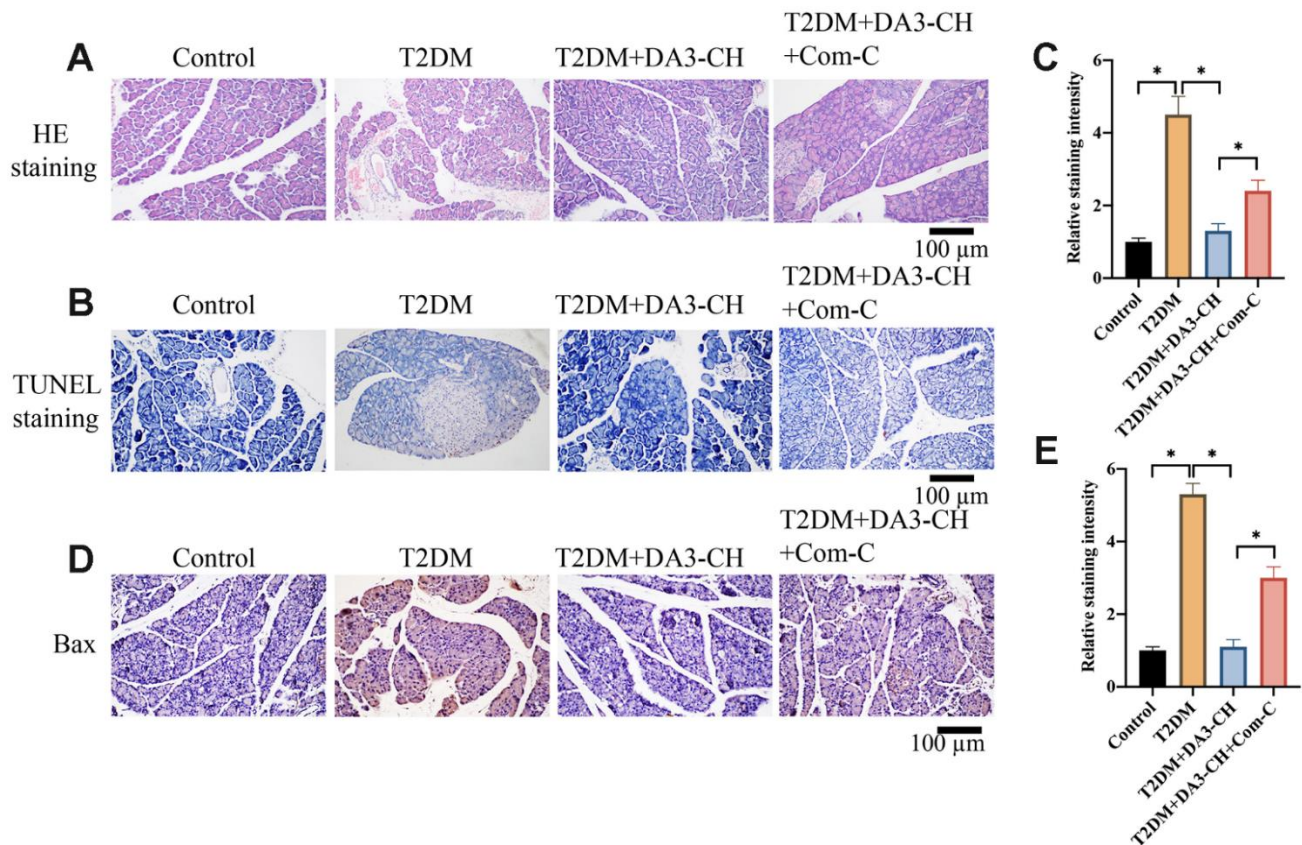 A
Control
T2DM
T2DM+DA3-CH
T2DM+DA3-CH
+Com-C
HE
staining
100 µm
B
Control
T2DM
T2DM+DA3-CH
T2DM+DA3-CH
+Com-C
TUNEL
staining
100 µm
D
Control
T2DM
T2DM+DA3-CH
T2DM+DA3-CH
+Com-C
Bax
100 µm
C
Relative staining intensity
6
4
2
0
*
*
*
Control
T2DM
T2DM+DA3-CH
T2DM+DA3-CH+Com-C
E
Relative staining intensity
6
4
2
0
*
*
*
Control
T2DM
T2DM+DA3-CH
T2DM+DA3-CH+Com-C